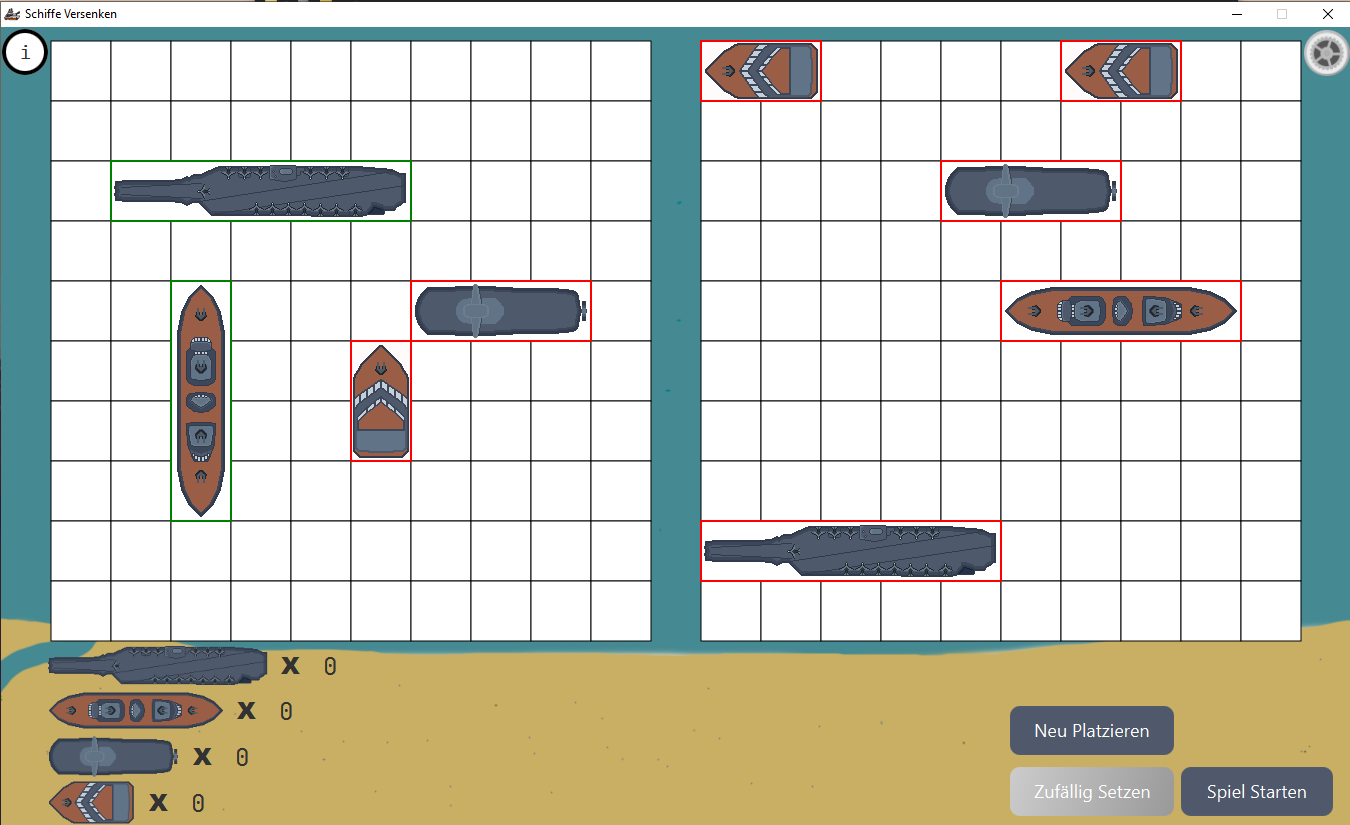 Schiffe Versenken
i
X 0
X 0
X 0
X 0
Neu Platzieren
Zufällig Setzen
Spiel Starten